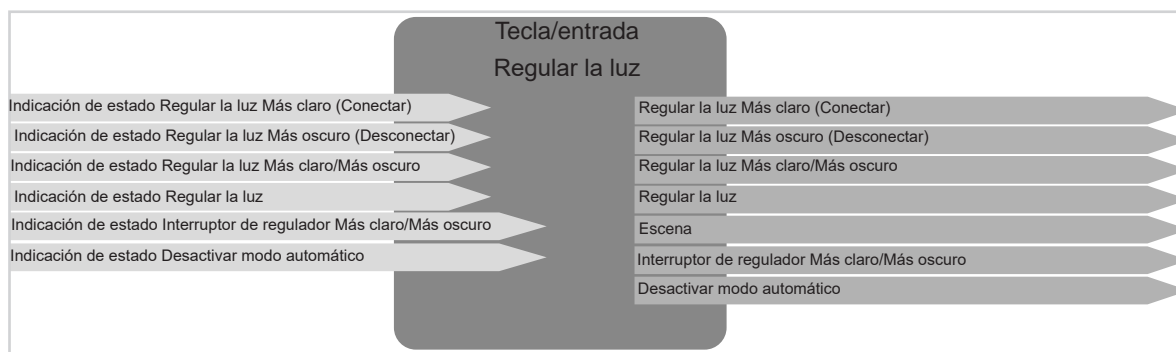 Tecla/entrada
Regular la luz
Indicación de estado Regular la luz Más claro (Conectar)
Indicación de estado Regular la luz Más oscuro (Desconectar)
Indicación de estado Regular la luz Más claro/Más oscuro
Indicación de estado Regular la luz
Indicación de estado Interruptor de regulador Más claro/Más oscuro
Indicación de estado Desactivar modo automático
Regular la luz Más claro (Conectar)
Regular la luz Más oscuro (Desconectar)
Regular la luz Más claro/Más oscuro
Regular la luz
Escena
Interruptor de regulador Más claro/Más oscuro
Desactivar modo automático